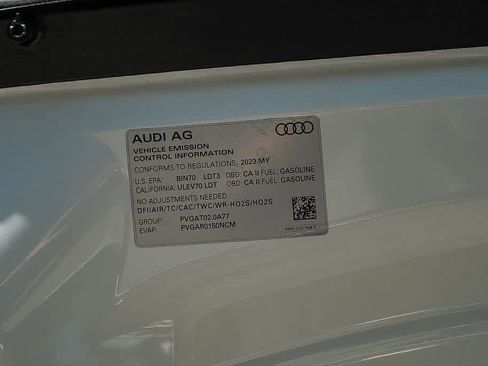 AUDI AG
VEHICLE EMISSION
CONTROL INFORMATION
CONFORMS TO REGULATIONS: 2023 MY
U.S. EPA: BIN70 LDT3 OBD: CA II FUEL: GASOLINE
CALIFORNIA: ULEV70 LDT OBD: CA II FUEL: GASOLINE
NO ADJUSTMENTS NEEDED
DFI/AIR/TC/CAC/TWC/WR-HO2S/HO2S
GROUP: PVGAT02.0A77
EVAP: PVGAR0150NCM